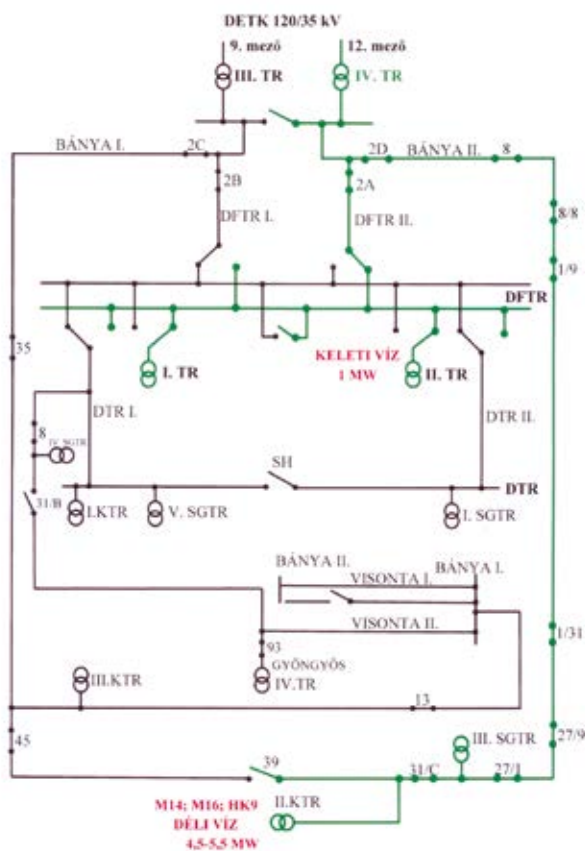 DETK 120/35 kV
9. mező 12. mező
III. TR IV. TR
BÁNYA I. 2C 2D BÁNYA II. 8
2B 2A
DFTR I. DFTR II.
8/8
1/9
DFTR
35
I. TR KELETI VÍZ II. TR
1 MW
DTR I. DTR II.
8
IV. SGTR
SH
31/B DTR
I.KTR V. SGTR I. SGTR
BÁNYA II. BÁNYA I.
VISONTA I.
VISONTA II.
1/31
93
GYÖNGYÖS
III.KTR IV.TR
13
45 27/9
39 III. SGTR
31/C 27/1
M14; M16; HK9 II.KTR
DÉLI VÍZ
4,5-5,5 MW